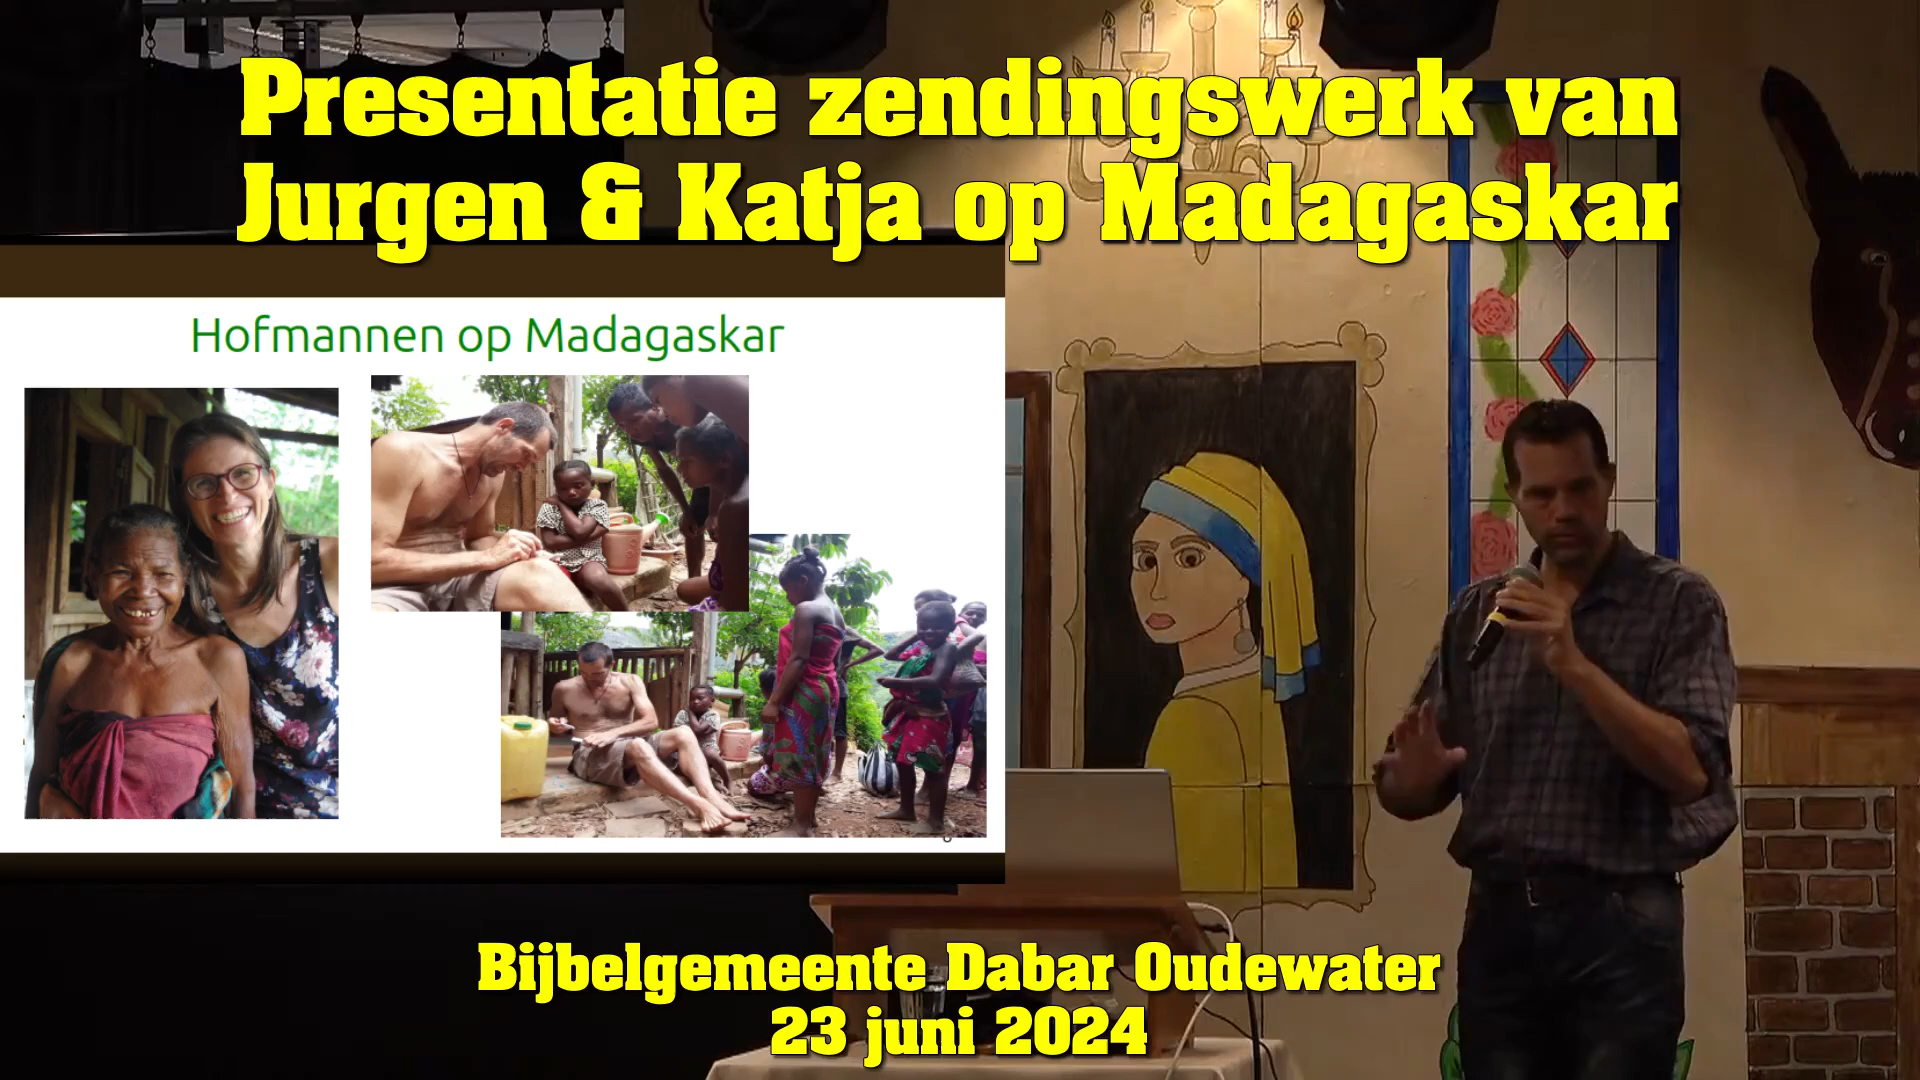 Presentatie zendingswerk van
Jurgen & Katja op Madagaskar
Hofmannen op Madagaskar
Bijbelgemeente Dabar Oudewater
23 juni 2024